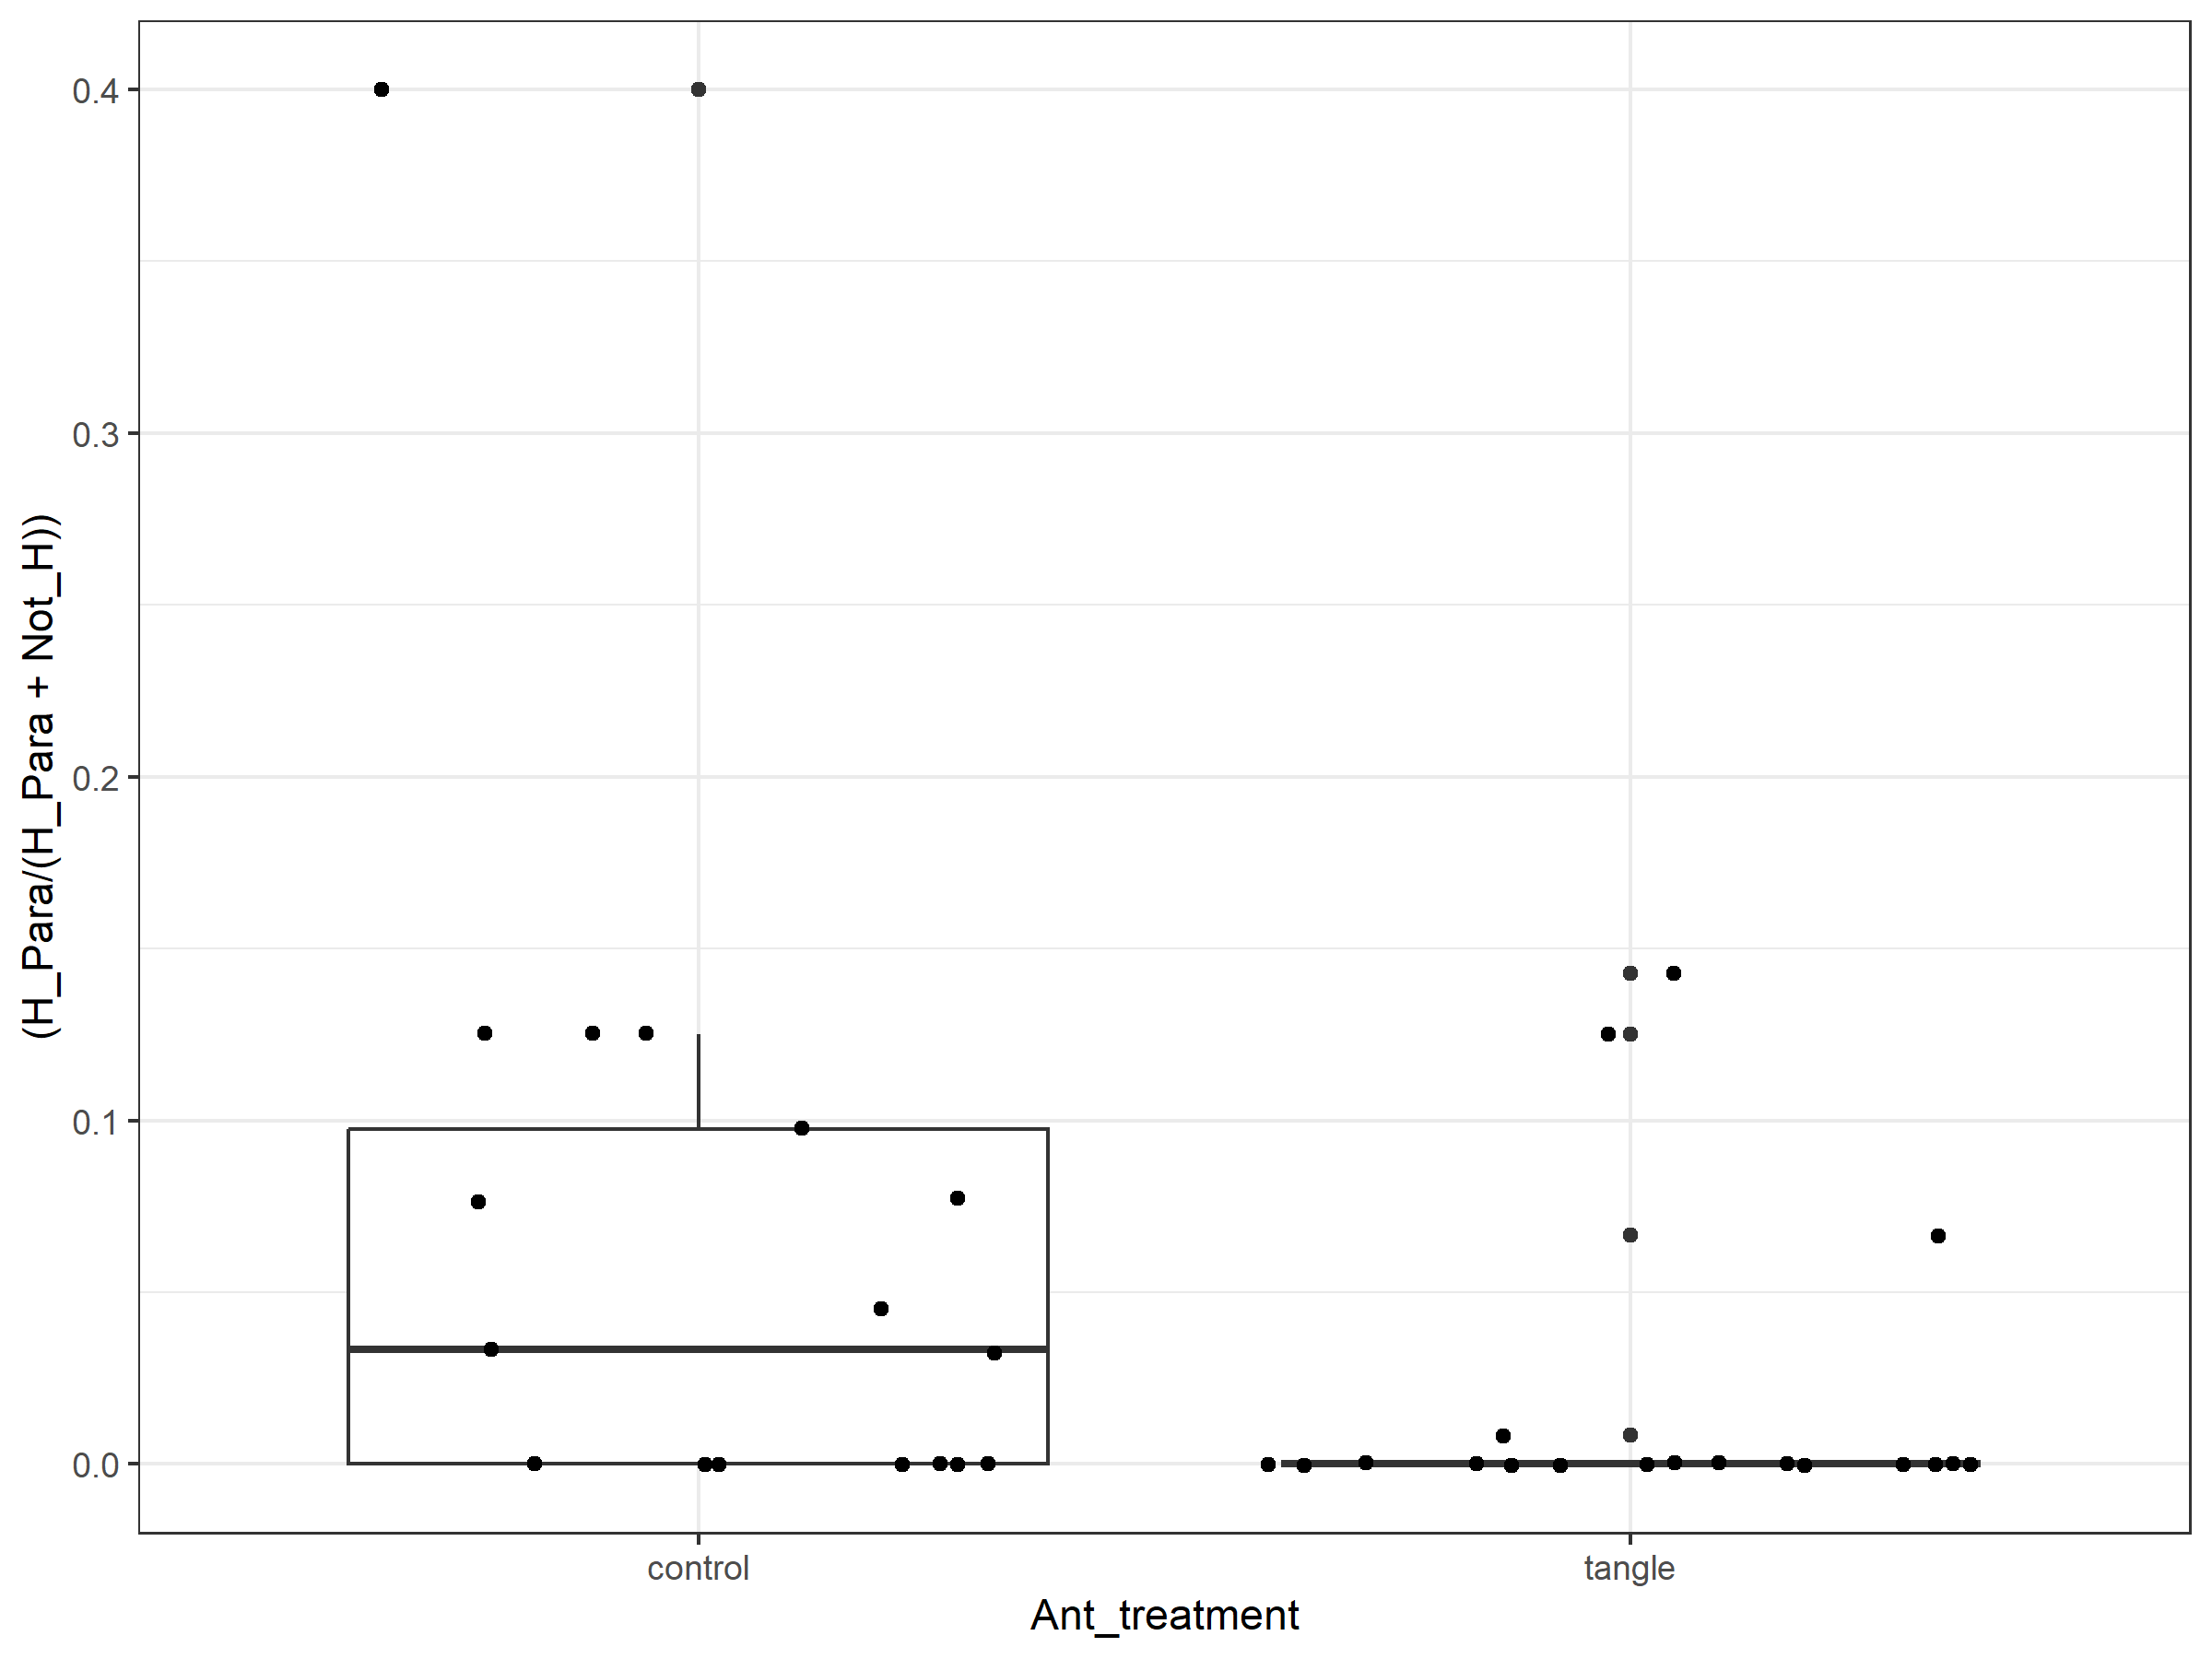 (H_Para/(H_Para + Not_H))
0.4
0.3
0.2
0.1
0.0
control
tangle
Ant_treatment